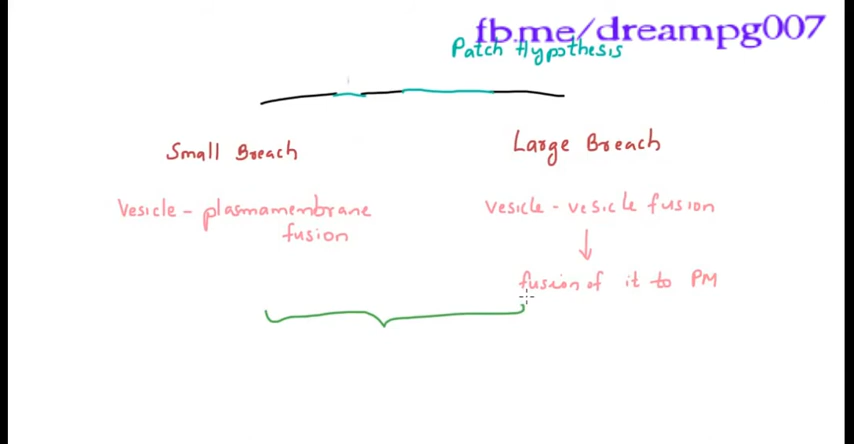 fb.me/dreampg007
Patch Hypothesis
Small Breach
Large Breach
Vesicle - plasmamembrane
fusion
vesicle - vesicle fusion
fusion of it to PM